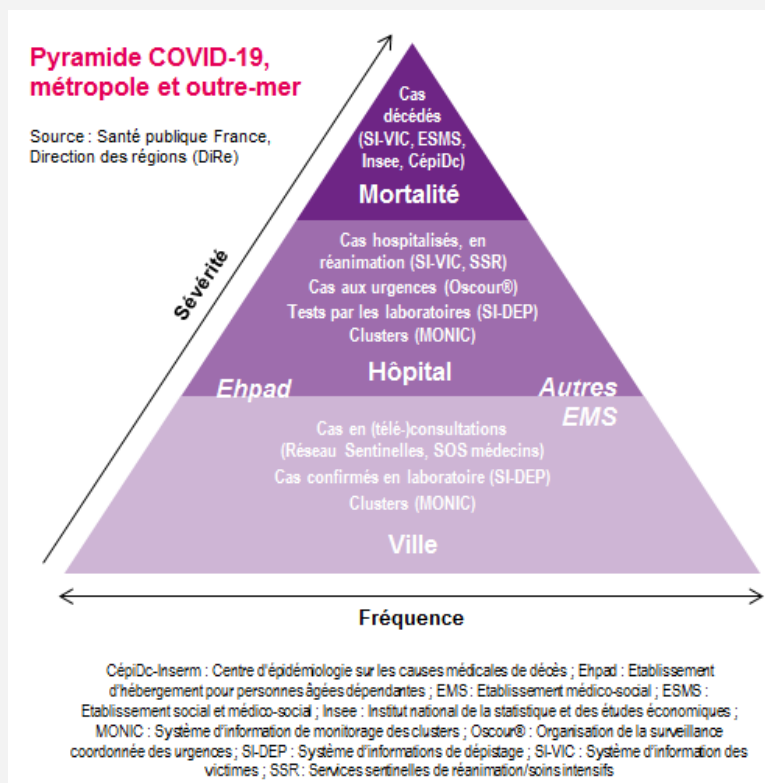 Pyramide COVID-19,
métropole et outre-mer
Source : Santé publique France,
Direction des régions (DiRe)
Sévérité
Cas
décédés
(SI-VIC, ESMS,
Insee, CépiDc)
Mortalité
Cas hospitalisés, en
réanimation (SI-VIC, SSR)
Cas aux urgences (Oscour®)
Tests par les laboratoires (SI-DEP)
Clusters (MONIC)
Hôpital
Ehpad
Autres
EMS
Cas en (télé-)consultations
(Réseau Sentinelles, SOS médecins)
Cas confirmés en laboratoire (SI-DEP)
Clusters (MONIC)
Ville
Fréquence
CépiDc-Inserm : Centre d'épidémiologie sur les causes médicales de décès ; Ehpad : Etablissement
d'hébergement pour personnes âgées dépendantes ; EMS : Etablissement médico-social ; ESMS :
Etablissement social et médico-social ; Insee : Institut national de la statistique et des études économiques ;
MONIC : Système d'information de monitorage des clusters ; Oscour® : Organisation de la surveillance
coordonnée des urgences ; SI-DEP : Système d'informations de dépistage ; SI-VIC : Système d'information des
victimes ; SSR : Services sentinelles de réanimation/soins intensifs